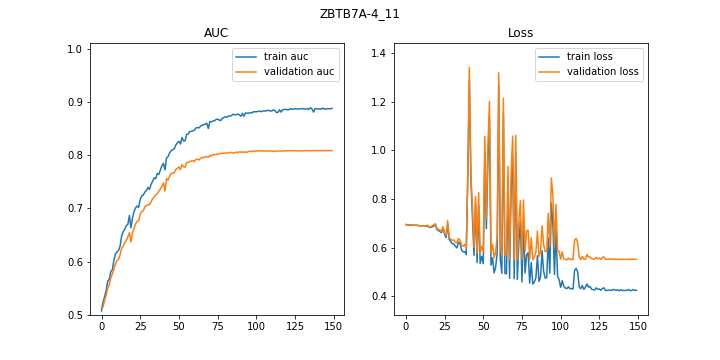 ZBTB7A-4_11
AUC
train auc
validation auc
1.0
0.9
0.8
0.7
0.6
0.5
0 25 50 75 100 125 150
Loss
train loss
validation loss
1.4
1.2
1.0
0.8
0.6
0.4
0 25 50 75 100 125 150